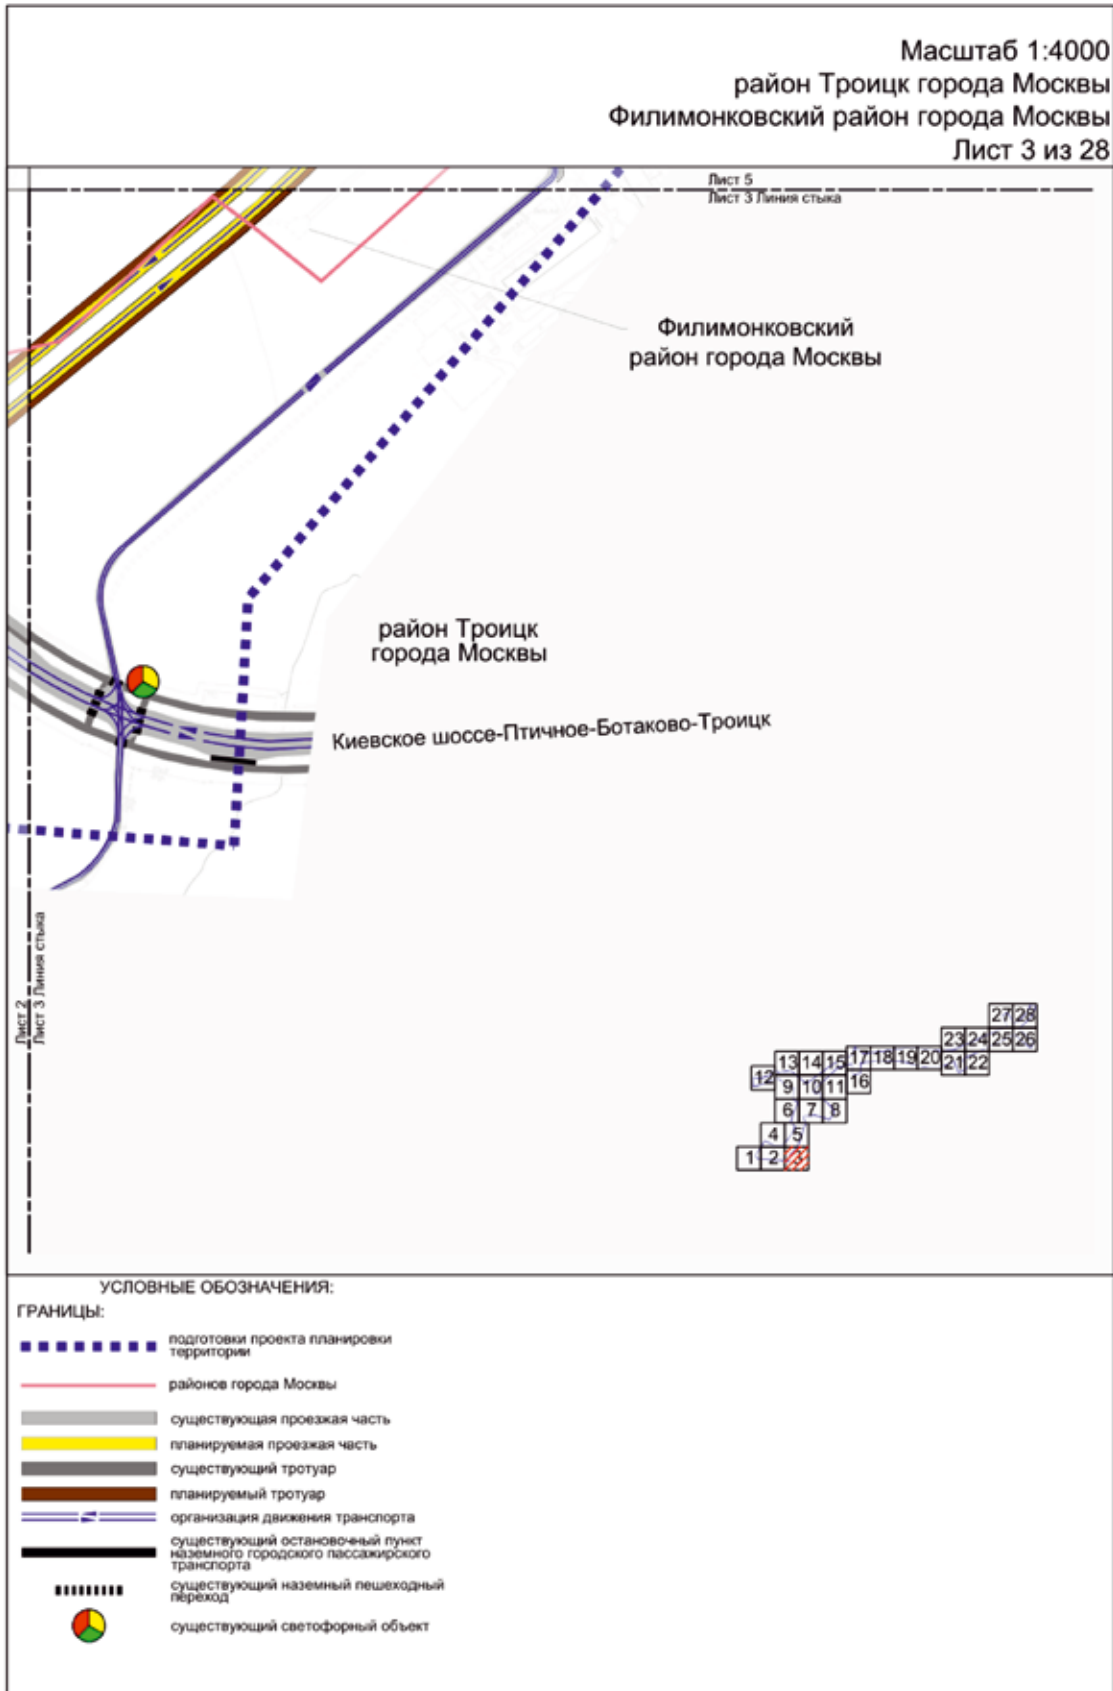 Масштаб 1:4000
район Троицк города Москвы
Филимонковский район города Москвы
Лист 3 из 28
Лист 5
Лист 3 Линия стыка
Филимонковский
район города Москвы
район Троицк
города Москвы
Киевское шоссе-Птичное-Ботаково-Троицк
Лист 2
Лист 3 Линия стыка
27 28
23 24 25 26
13 14 15 17 18 19 20 21 22
12 9 10 11 16
6 7 8
4 5
1 2 3
УСЛОВНЫЕ ОБОЗНАЧЕНИЯ:
ГРАНИЦЫ:
подготовки проекта планировки
территории
районов города Москвы
существующая проезжая часть
планируемая проезжая часть
существующий тротуар
планируемый тротуар
организация движения транспорта
существующий остановочный пункт
наземного городского пассажирского
транспорта
существующий наземный пешеходный
переход
существующий светофорный объект